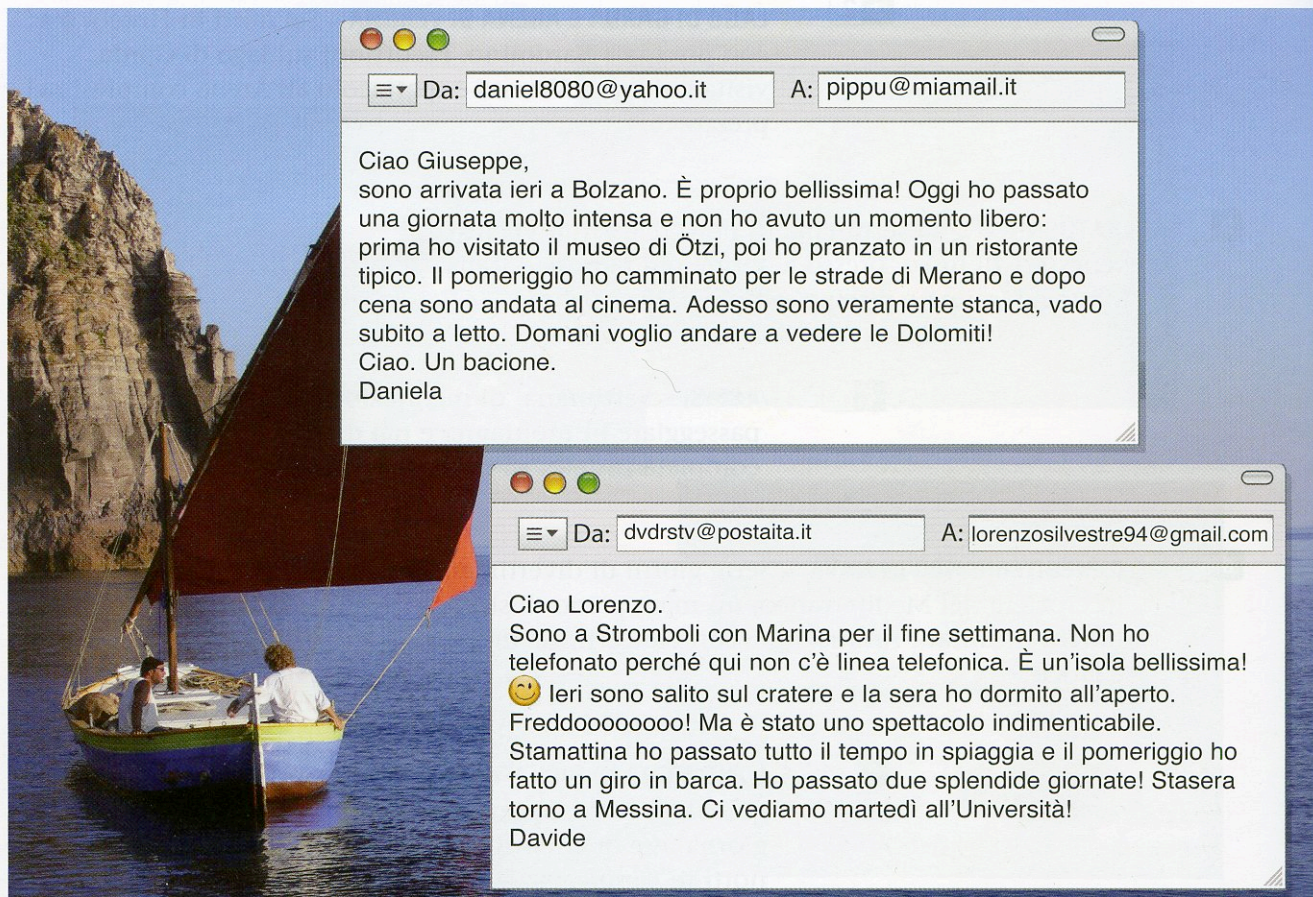 Da: daniel8080@yahoo.it A: pippu@miamail.it
Ciao Giuseppe,
sono arrivata ieri a Bolzano. È proprio bellissima! Oggi ho passato
una giornata molto intensa e non ho avuto un momento libero:
prima ho visitato il museo di Ötzi, poi ho pranzato in un ristorante
tipico. Il pomeriggio ho camminato per le strade di Merano e dopo
cena sono andata al cinema. Adesso sono veramente stanca, vado
subito a letto. Domani voglio andare a vedere le Dolomiti!
Ciao. Un bacione.
Daniela
Da: dvdrstv@postaita.it A: lorenzosilvestre94@gmail.com
Ciao Lorenzo.
Sono a Stromboli con Marina per il fine settimana. Non ho
telefonato perché qui non c'è linea telefonica. È un'isola bellissima!
Ieri sono salito sul cratere e la sera ho dormito all'aperto.
Freddoooooooo! Ma è stato uno spettacolo indimenticabile.
Stamattina ho passato tutto il tempo in spiaggia e il pomeriggio ho
fatto un giro in barca. Ho passato due splendide giornate! Stasera
torno a Messina. Ci vediamo martedì all'Università!
Davide